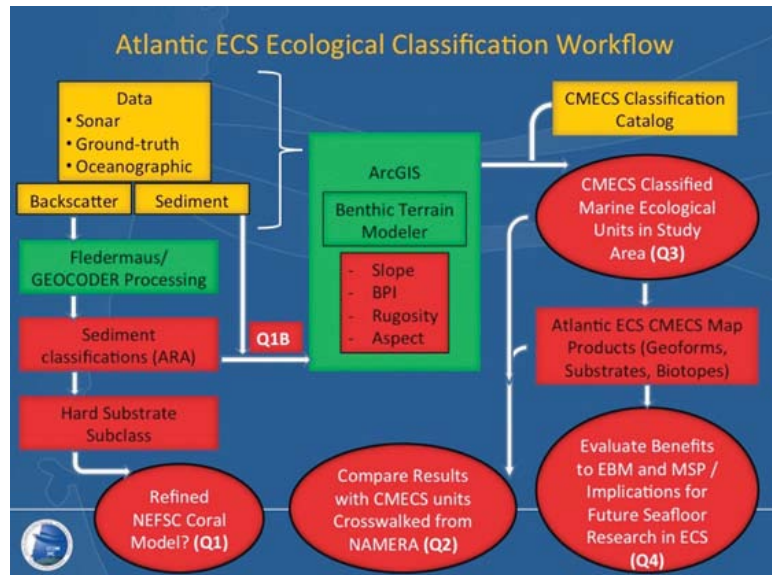 Atlantic ECS Ecological Classification Workflow
Data
• Sonar
• Ground-truth
• Oceanographic
Backscatter
Sediment
Fledermaus/
GEOCODER Processing
Sediment
classifications (ARA)
Hard Substrate
Subclass
Refined
NEFSC Coral
Model? (Q1)
Q1B
ArcGIS
Benthic Terrain
Modeler
- Slope
- BPI
- Rugosity
- Aspect
CMECS Classification
Catalog
CMECS Classified
Marine Ecological
Units in Study
Area (Q3)
Atlantic ECS CMECS Map
Products (Geoforms,
Substrates, Biotopes)
Compare Results
with CMECS units
Crosswalked from
NAMERA (Q2)
Evaluate Benefits
to EBM and MSP /
Implications for
Future Seafloor
Research in ECS
(Q4)